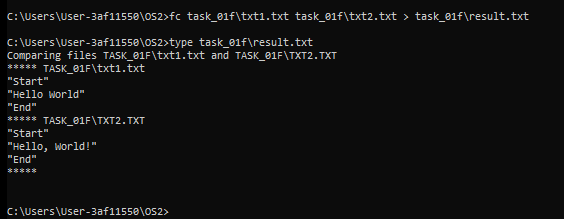 C:\Users\User-3af11550\OS2>fc task_01f\txt1.txt task_01f\txt2.txt > task_01f\result.txt
C:\Users\User-3af11550\OS2>type task_01f\result.txt
Comparing files TASK_01F\txt1.txt and TASK_01F\TXT2.TXT
***** TASK_01F\txt1.txt
"Start"
"Hello World"
"End"
***** TASK_01F\TXT2.TXT
"Start"
"Hello, World!"
"End"
*****
C:\Users\User-3af11550\OS2>